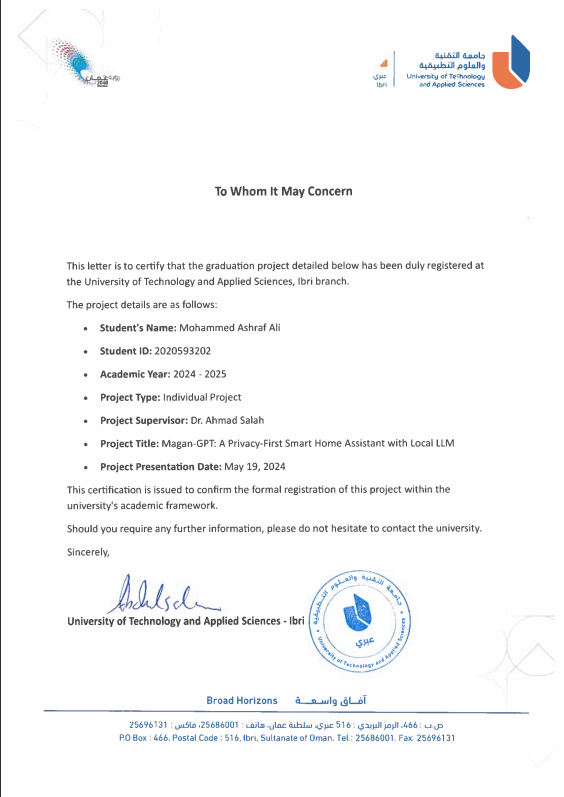 رؤية عمان
2040
جامعة التقنية
والعلوم التطبيقية
University of Technology
and Applied Sciences
عبري
Ibri
To Whom It May Concern
This letter is to certify that the graduation project detailed below has been duly registered at
the University of Technology and Applied Sciences, Ibri branch.
The project details are as follows:
• Student's Name: Mohammed Ashraf Ali
• Student ID: 2020593202
• Academic Year: 2024 - 2025
• Project Type: Individual Project
• Project Supervisor: Dr. Ahmad Salah
• Project Title: Magan-GPT: A Privacy-First Smart Home Assistant with Local LLM
• Project Presentation Date: May 19, 2024
This certification is issued to confirm the formal registration of this project within the
university's academic framework.
Should you require any further information, please do not hesitate to contact the university.
Sincerely,
University of Technology and Applied Sciences - Ibri
جامعة التقنية والعلوم التطبيقية
عبري
University of Technology and Applied Sciences
Broad Horizons آفــاق واســعــة
ص.ب : 466، الرمز البريدي : 516 عبري، سلطنة عمان، هاتف : 25686001، فاكس : 25696131
P.O Box : 466, Postal Code : 516, Ibri, Sultanate of Oman, Tel.: 25686001, Fax: 25696131